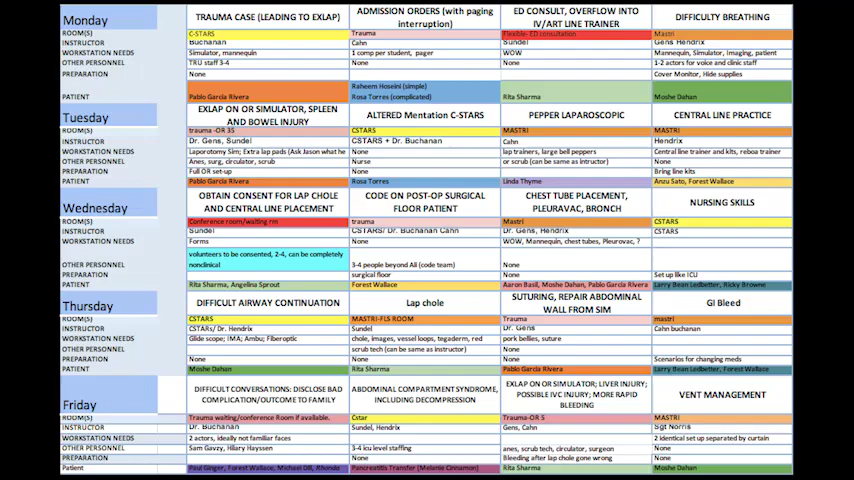 Monday
TRAUMA CASE (LEADING TO EXLAP)
ADMISSION ORDERS (with paging interruption)
ED CONSULT, OVERFLOW INTO IV/ART LINE TRAINER
DIFFICULTY BREATHING
ROOM(S) C-STARS Trauma Flexible- ED consultation Mastri
INSTRUCTOR Buchanan Cahn Sundel Gens Hendrix
WORKSTATION NEEDS Simulator, mannequin 1 comp per student, pager WOW Mannequin, Simulator, Imaging, patient
OTHER PERSONNEL TRU staff 3-4 None None 1-2 actors for voice and clinic staff
PREPARATION None Cover Monitor, Hide supplies
Raheem Hoseini (simple)
PATIENT Pablo Garcia Rivera Rosa Torres (complicated) Rita Sharma Moshe Dahan
Tuesday
EXLAP ON OR SIMULATOR, SPLEEN AND BOWEL INJURY
ALTERED Mentation C-STARS
PEPPER LAPAROSCOPIC
CENTRAL LINE PRACTICE
ROOM(S) trauma -OR 3S CSTARS MASTRI MASTRI
INSTRUCTOR Dr. Gens, Sundel CSTARS + Dr. Bunaland Cahn Hendrix
WORKSTATION NEEDS Laporotomy Sim; Extra lap pads (Ask Jason what he None lap trainers, large bell peppers Central line trainer and kits, reboa trainer
OTHER PERSONNEL Anes, surg, circulator, scrub Nurse or scrub (can be same as intructor) None
PREPARATION Full OR set-up None Bring line kits
PATIENT Pablo Garcia Rivera Rosa Torres Linda Thyme Anzu Sato, Forest Wallace
Wednesday
OBTAIN CONSENT FOR LAP CHOLE AND CENTRAL LINE PLACEMENT
CODE ON POST-OP SURGICAL FLOOR PATIENT
CHEST TUBE PLACEMENT, PLEURAVAC, BRONCH
NURSING SKILLS
ROOM(S) Conference room/waiting rm trauma Mastri CSTARS
INSTRUCTOR Sundel CSTARS/ Dr. Buchanan Cahn Dr. Gens, Hendrix CSTARS
WORKSTATION NEEDS Forms None WOW, Mannequin, chest tubes, Pleurovac, ?
volunteers to be consented, 2-4, can be completely
OTHER PERSONNEL nonclinical 3-4 people beyond Ali (code team) None
PREPARATION surgical floor None Set up like ICU
PATIENT Rita Sharma, Angelina Sprout Forest Wallace Aaron Basil, Moshe Dahan, Pablo Garcia Rivera Larry Bean Ledbetter, Ricky Browne
Thursday
DIFFICULT AIRWAY CONTINUATION
Lap chole
SUTURING, REPAIR ABDOMINAL WALL FROM SIM
GI Bleed
ROOM(S) CSTARS MASTRI-FLS ROOM Trauma mastri
INSTRUCTOR CSTARs/ Dr. Hendrix Sundel Dr. Gens Cahn buchanan
WORKSTATION NEEDS Glide scope; IMA; Ambu; Fiberoptic chole, images, vessel loops, tegaderm, red pork bellies, suture
OTHER PERSONNEL scrub tech (can be same as instructor) None
PREPARATION None None None Scenarios for changing meds
PATIENT Moshe Dahan Rita Sharma Pablo Garcia Rivera Larry Bean Ledbetter, Forest Wallace
Friday
DIFFICULT CONVERSATIONS: DISCLOSE BAD COMPLICATION/OUTCOME TO FAMILY
ABDOMINAL COMPARTMENT SYNDROME, INCLUDING DECOMPRESSION
EXLAP ON OR SIMULATOR; LIVER INJURY; POSSIBLE IVC INJURY; MORE RAPID BLEEDING
VENT MANAGEMENT
ROOM(S) Trauma waiting/conference Room if available. Cstar Trauma-OR 5 MASTRI
INSTRUCTOR Dr. Buchanan Sundel, Hendrix Gens, Cahn Sgt Norris
WORKSTATION NEEDS 2 actors, ideally not familiar faces None 2 identical set up separated by curtain
OTHER PERSONNEL Sam Gavzy, Hilary Hayssen 3-4 icu level staffing anes, scrub tech, circulator, surgeon None
PREPARATION Bleeding after lap chole gone wrong None
Patient Paul Ginger, Forest Wallace, Michael Dill, Rhonda Pancreatitis Transfer (Melanie Cinnamon) Rita Sharma Moshe Dahan